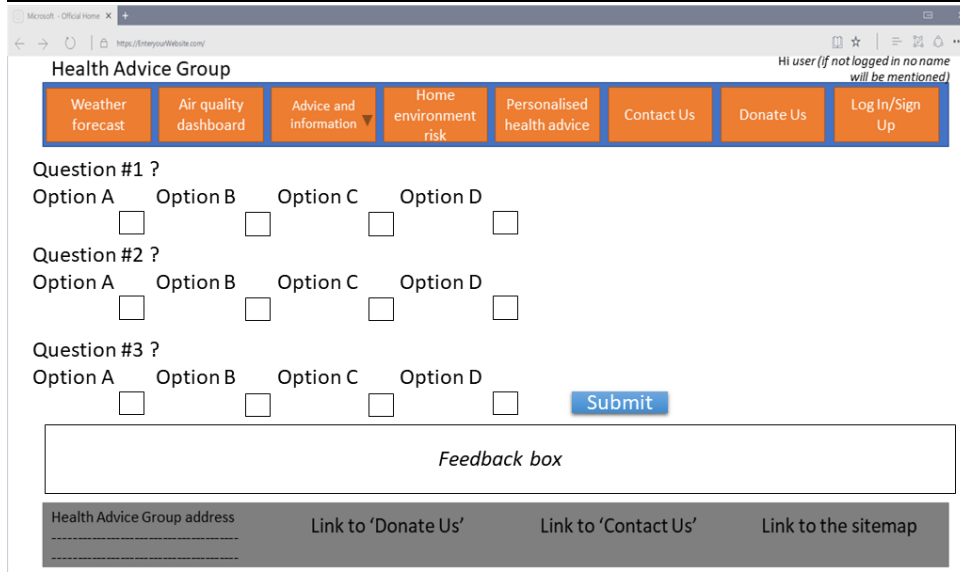 Microsoft - Official Home
https://EnteryourWebsite.com/
Health Advice Group
Hi user (if not logged in no name
will be mentioned)
Weather
forecast
Air quality
dashboard
Advice and
information
Home
environment
risk
Personalised
health advice
Contact Us
Donate Us
Log In/Sign
Up
Question #1 ?
Option A Option B Option C Option D
Question #2 ?
Option A Option B Option C Option D
Question #3 ?
Option A Option B Option C Option D
Submit
Feedback box
Health Advice Group address
Link to ‘Donate Us’
Link to ‘Contact Us’
Link to the sitemap